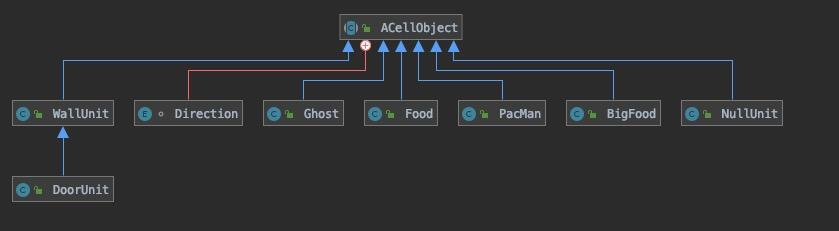 ACellObject
WallUnit
Direction
Ghost
Food
PacMan
BigFood
NullUnit
DoorUnit